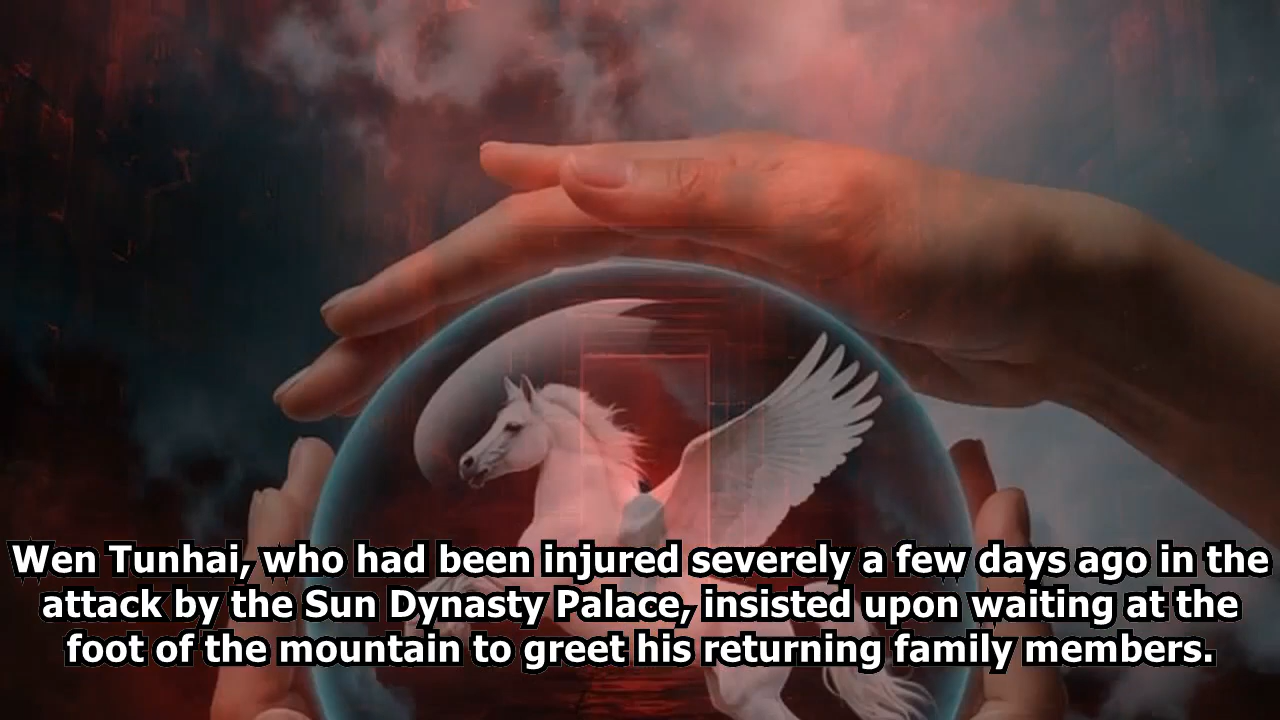 Wen Tunhai, who had been injured severely a few days ago in the
attack by the Sun Dynasty Palace, insisted upon waiting at the
foot of the mountain to greet his returning family members.